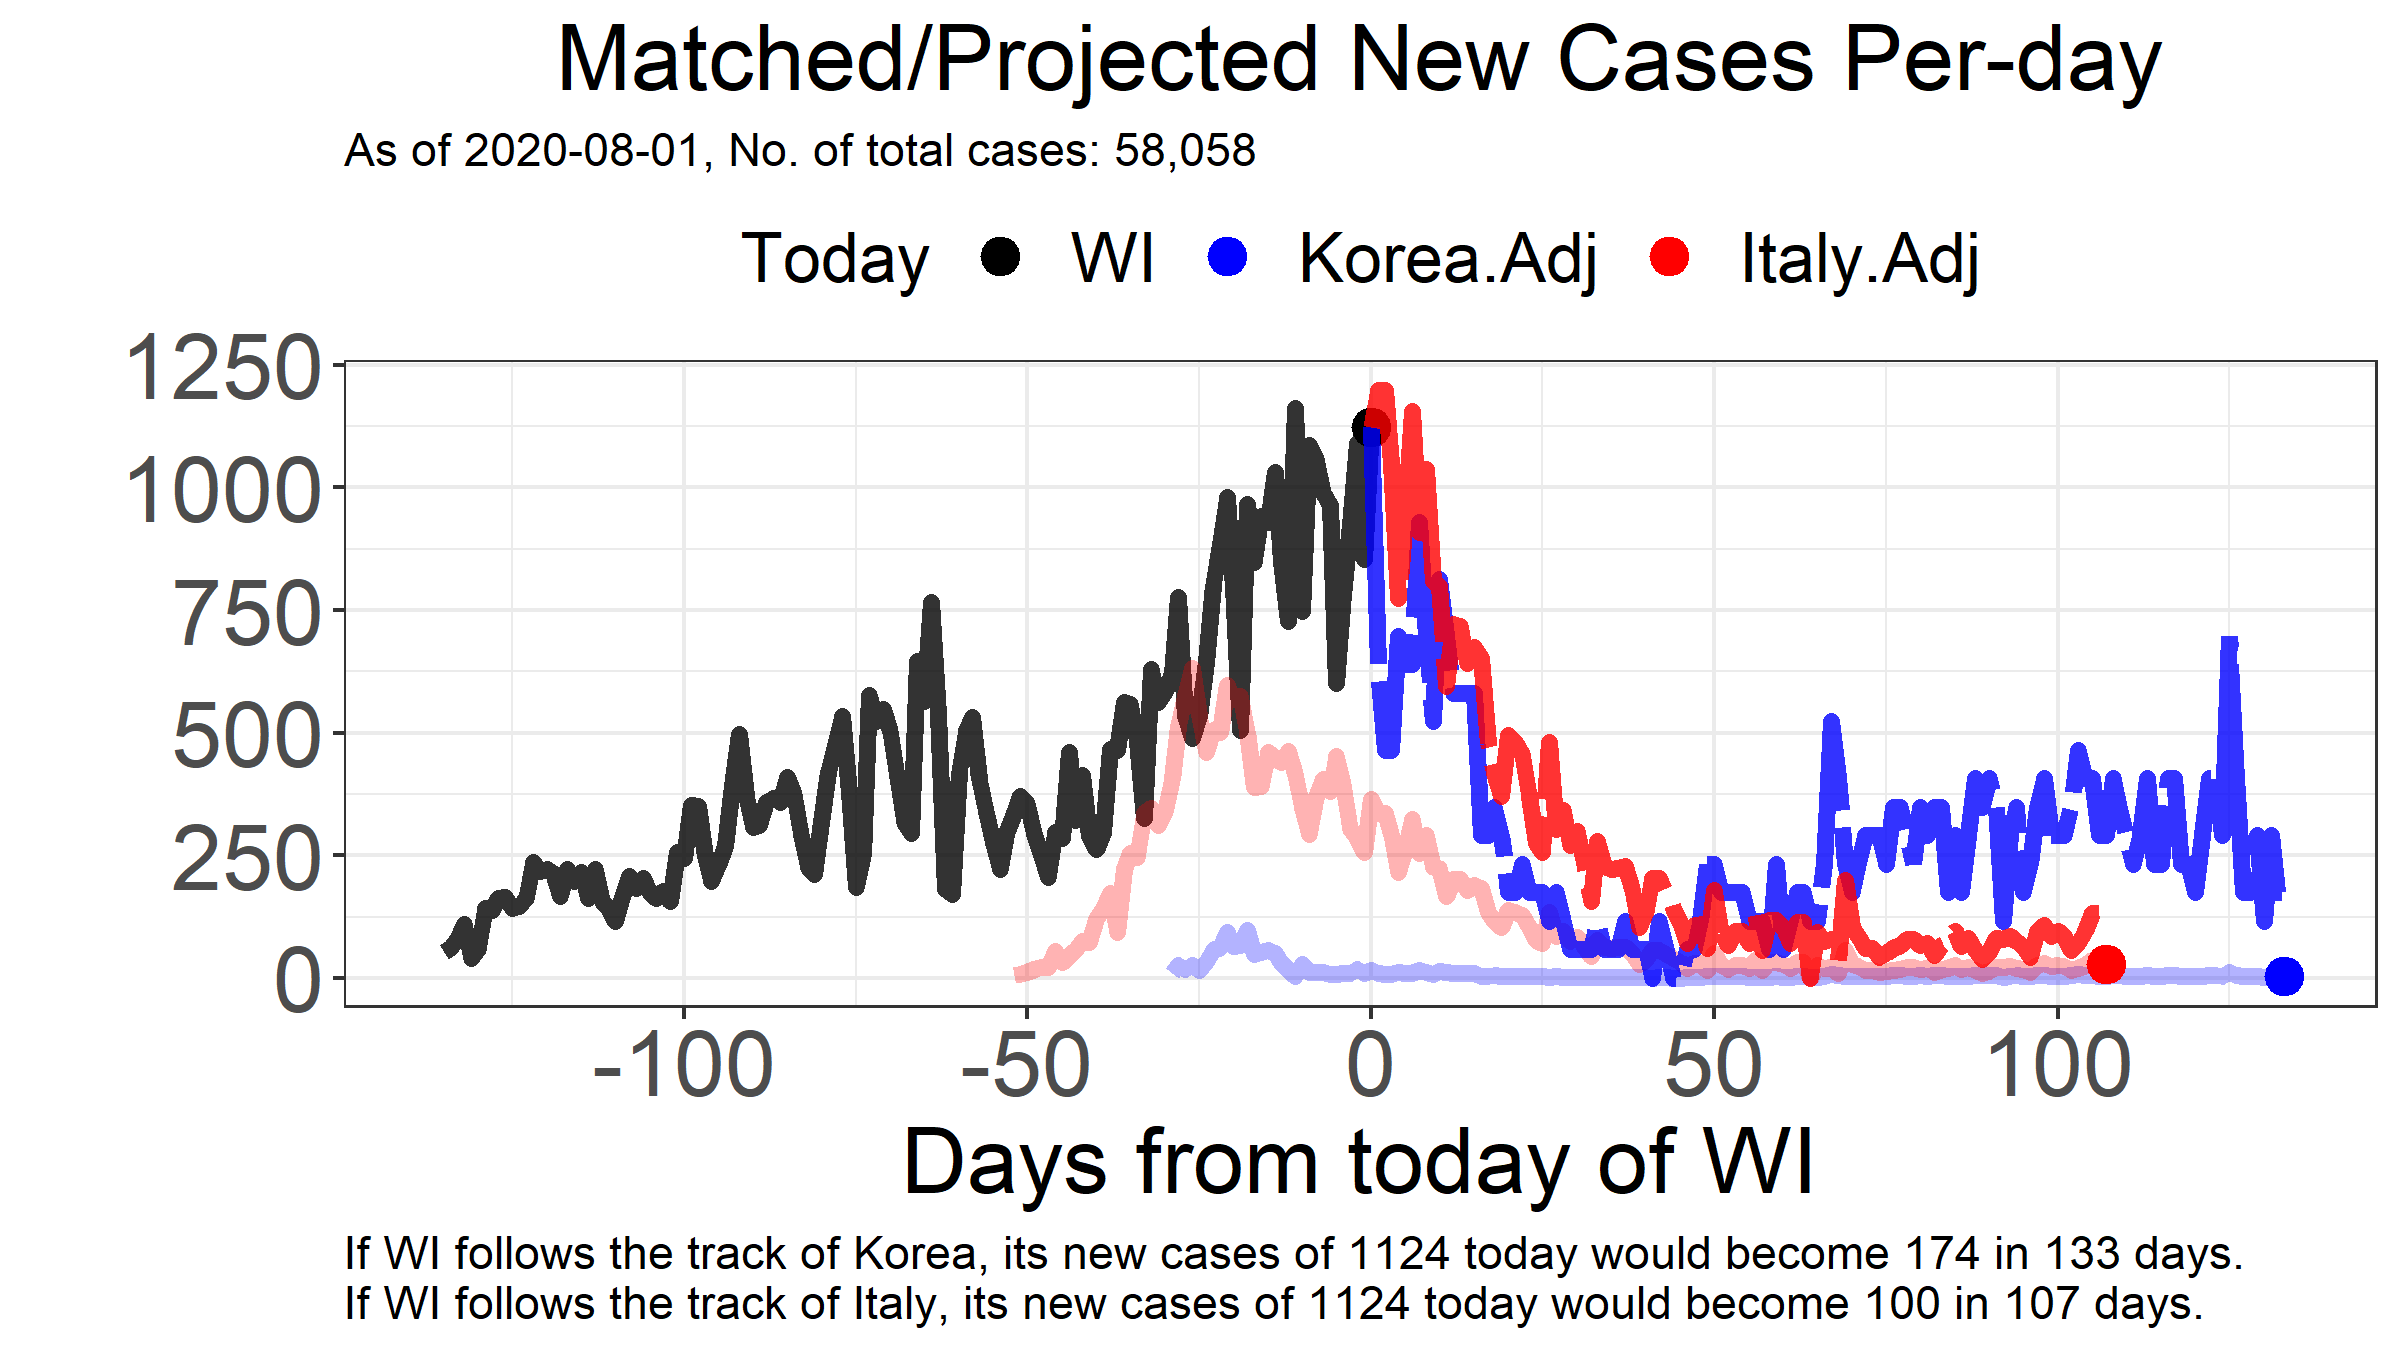 Matched/Projected New Cases Per-day
As of 2020-08-01, No. of total cases: 58,058
Today WI Korea.Adj Italy.Adj
1250
1000
750
500
250
0
-100 -50 0 50 100
Days from today of WI
If WI follows the track of Korea, its new cases of 1124 today would become 174 in 133 days.
If WI follows the track of Italy, its new cases of 1124 today would become 100 in 107 days.